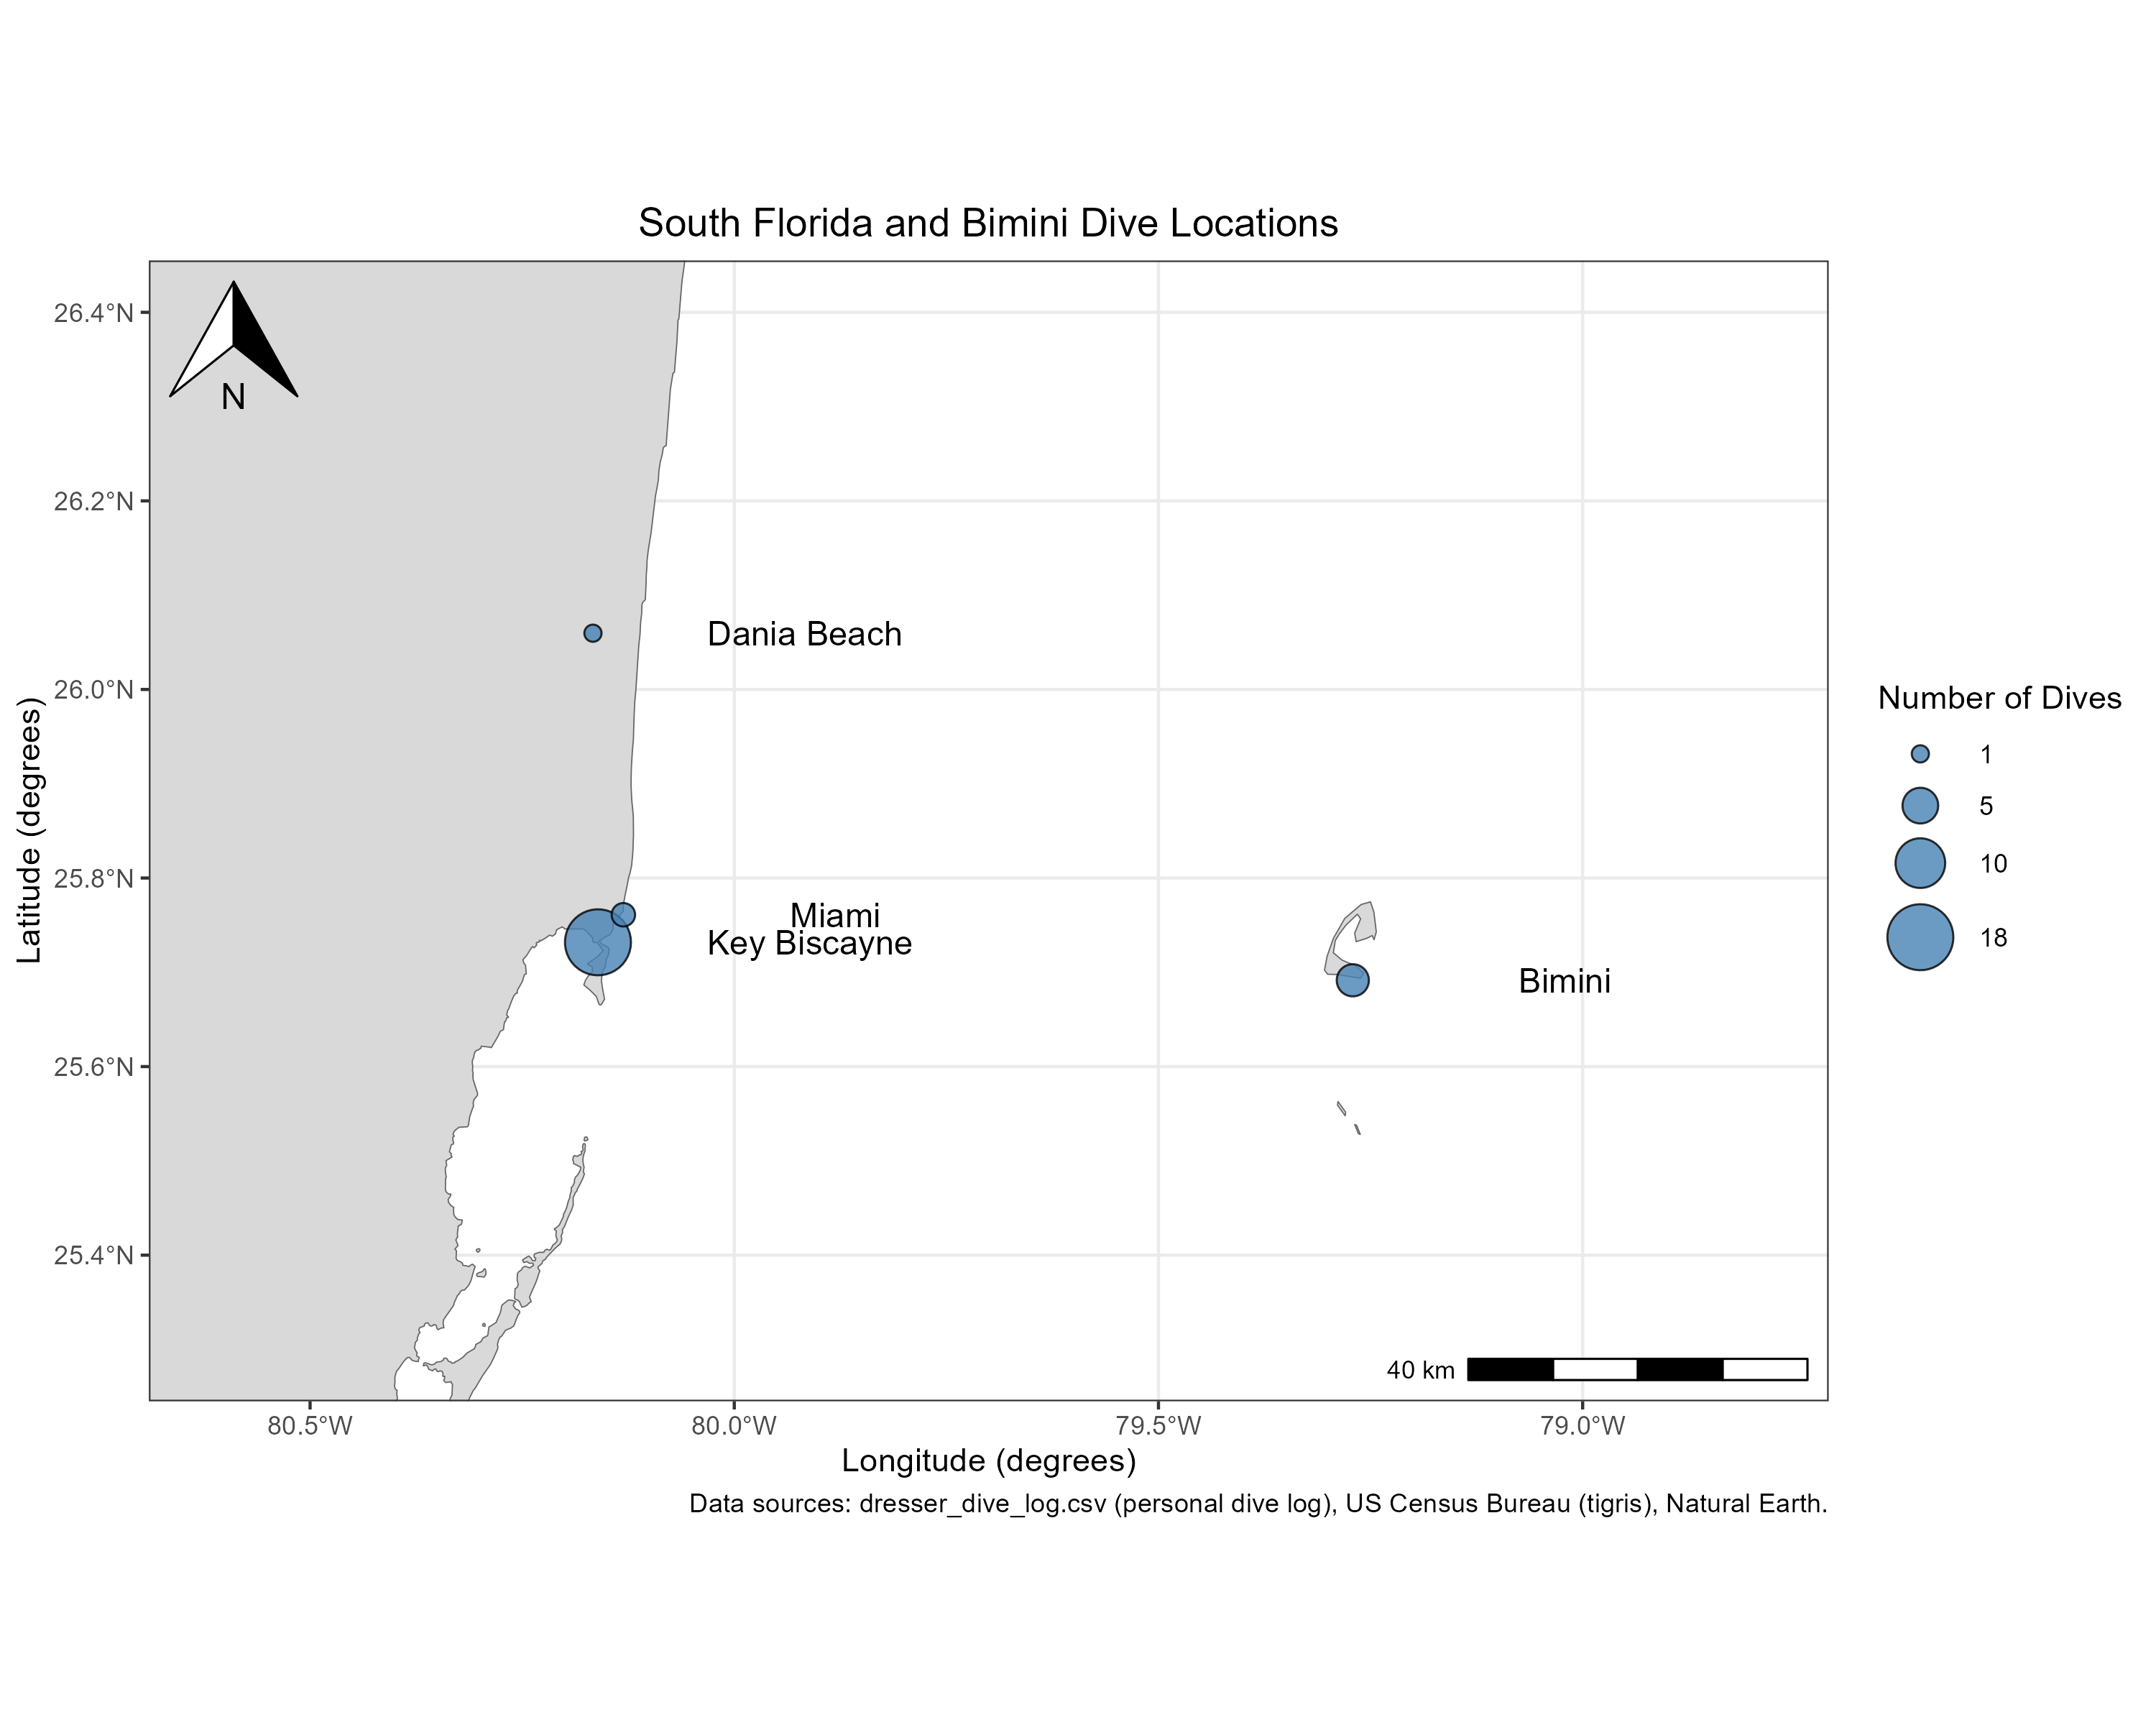 South Florida and Bimini Dive Locations
N
26.4°N
26.2°N
26.0°N
25.8°N
25.6°N
25.4°N
Latitude (degrees)
Dania Beach
Miami
Key Biscayne
Bimini
40 km
80.5°W
80.0°W
79.5°W
79.0°W
Longitude (degrees)
Data sources: dresser_dive_log.csv (personal dive log), US Census Bureau (tigris), Natural Earth.
Number of Dives
1
5
10
18